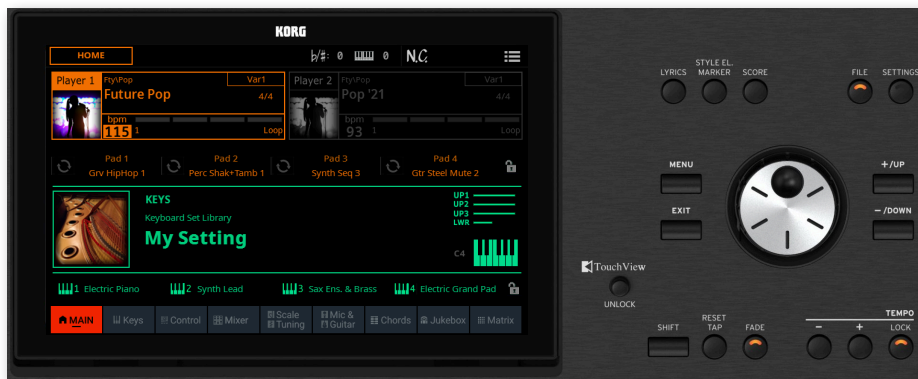 KORG
HOME
♭/#: 0
0
N.C.
Player 1
Fty\Pop
Var1
Future Pop
4/4
bpm
115
1
Loop
Player 2
Fty\Pop
Var1
Pop '21
4/4
bpm
93
1
Loop
Pad 1
Grv HipHop 1
Pad 2
Perc Shak+Tamb 1
Pad 3
Synth Seq 3
Pad 4
Gtr Steel Mute 2
KEYS
Keyboard Set Library
My Setting
UP1
UP2
UP3
LWR
C4
1 Electric Piano
2 Synth Lead
3 Sax Ens. & Brass
4 Electric Grand Pad
MAIN
Keys
Control
Mixer
Scale
Tuning
Mic &
Guitar
Chords
Jukebox
Matrix
LYRICS
STYLE EL.
MARKER
SCORE
FILE
SETTINGS
MENU
+/UP
EXIT
−/DOWN
TouchView
UNLOCK
SHIFT
RESET
TAP
FADE
TEMPO
−
+
LOCK